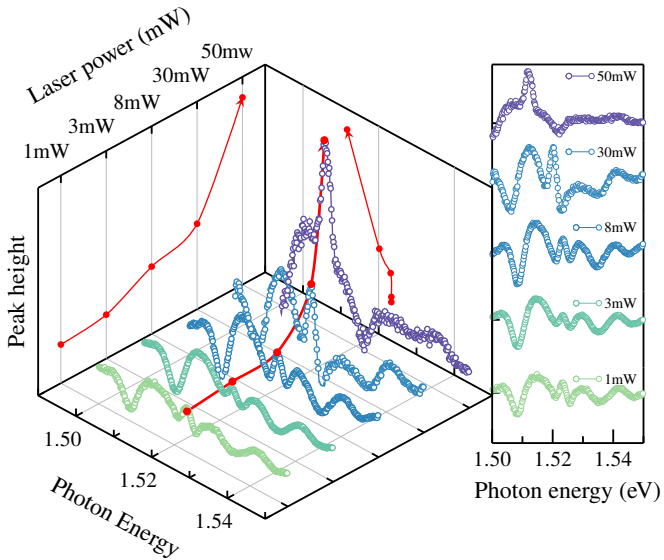 Laser power (mW)
1mW
3mW
8mW
30mW
50mw
Peak height
1.50
1.52
1.54
Photon Energy
50mW
30mW
8mW
3mW
1mW
1.50 1.52 1.54
Photon energy (eV)